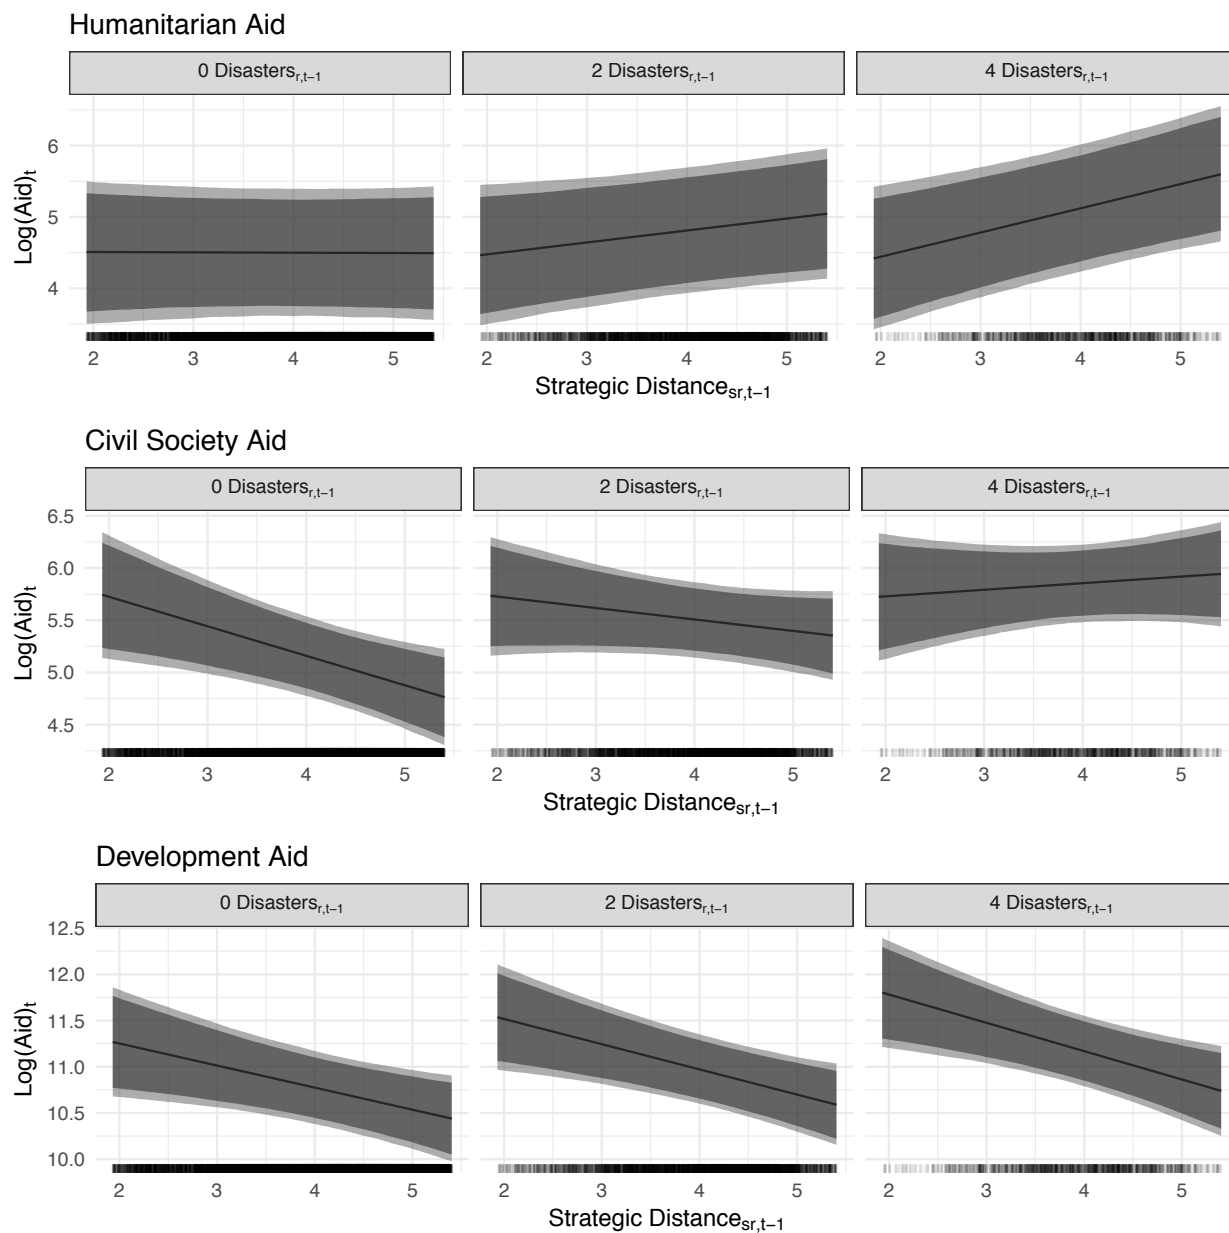 Humanitarian Aid
0 Disasters_{r,t−1} 2 Disasters_{r,t−1} 4 Disasters_{r,t−1}
Log(Aid)_t
6
5
4
2 3 4 5 2 3 4 5 2 3 4 5
Strategic Distance_{sr,t−1}
Civil Society Aid
0 Disasters_{r,t−1} 2 Disasters_{r,t−1} 4 Disasters_{r,t−1}
Log(Aid)_t
6.5
6.0
5.5
5.0
4.5
2 3 4 5 2 3 4 5 2 3 4 5
Strategic Distance_{sr,t−1}
Development Aid
0 Disasters_{r,t−1} 2 Disasters_{r,t−1} 4 Disasters_{r,t−1}
Log(Aid)_t
12.5
12.0
11.5
11.0
10.5
10.0
2 3 4 5 2 3 4 5 2 3 4 5
Strategic Distance_{sr,t−1}